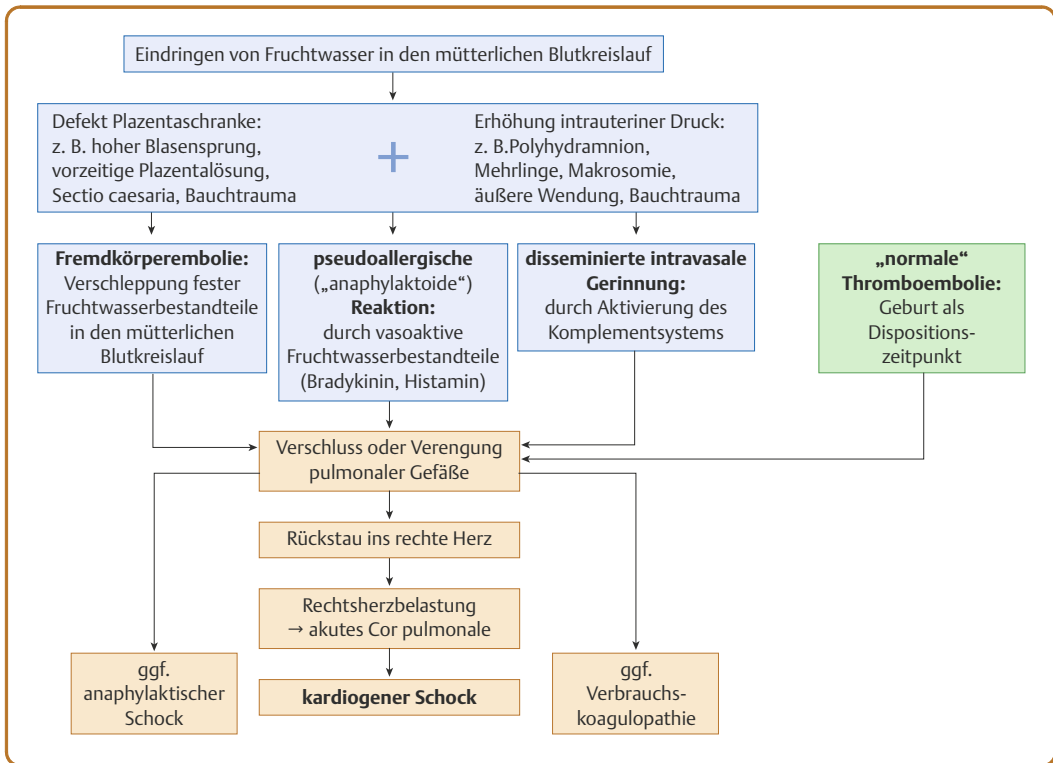 Eindringen von Fruchtwasser in den mütterlichen Blutkreislauf
Defekt Plazentaschranke:
z. B. hoher Blasensprung,
vorzeitige Plazentalösung,
Sectio caesaria, Bauchtrauma
+
Erhöhung intrauteriner Druck:
z. B.Polyhydramnion,
Mehrlinge, Makrosomie,
äußere Wendung, Bauchtrauma
Fremdkörperembolie:
Verschleppung fester
Fruchtwasserbestandteile
in den mütterlichen
Blutkreislauf
pseudoallergische
(„anaphylaktoide“)
Reaktion:
durch vasoaktive
Fruchtwasserbestandteile
(Bradykinin, Histamin)
disseminierte intravasale
Gerinnung:
durch Aktivierung des
Komplementsystems
„normale“
Thromboembolie:
Geburt als
Dispositions-
zeitpunkt
Verschluss oder Verengung
pulmonaler Gefäße
Rückstau ins rechte Herz
Rechtsherzbelastung
→ akutes Cor pulmonale
kardiogener Schock
ggf.
anaphylaktischer
Schock
ggf.
Verbrauchs-
koagulopathie